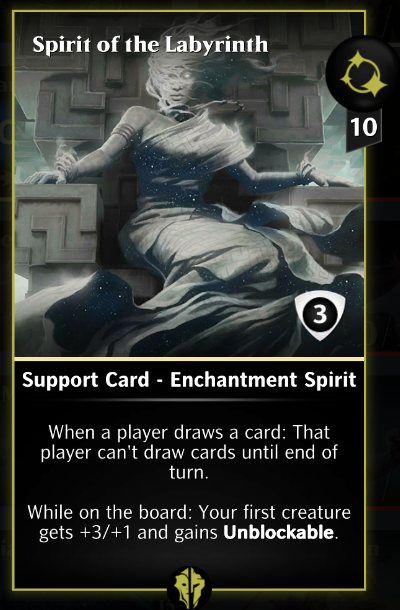 Spirit of the Labyrinth
10
3
Support Card - Enchantment Spirit
When a player draws a card: That
player can't draw cards until end of
turn.
While on the board: Your first creature
gets +3/+1 and gains Unblockable.